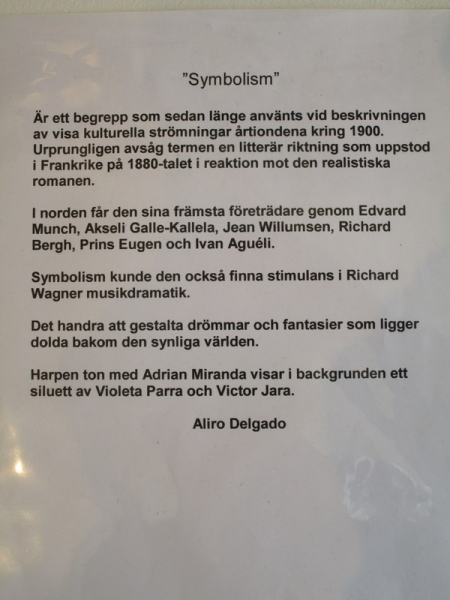 ”Symbolism”
Är ett begrepp som sedan länge använts vid beskrivningen
av visa kulturella strömningar årtiondena kring 1900.
Urprungligen avsåg termen en litterär riktning som uppstod
i Frankrike på 1880-talet i reaktion mot den realistiska
romanen.
I norden får den sina främsta företrädare genom Edvard
Munch, Akseli Galle-Kallela, Jean Willumsen, Richard
Bergh, Prins Eugen och Ivan Aguéli.
Symbolism kunde den också finna stimulans i Richard
Wagner musikdramatik.
Det handra att gestalta drömmar och fantasier som ligger
dolda bakom den synliga världen.
Harpen ton med Adrian Miranda visar i backgrunden ett
siluett av Violeta Parra och Victor Jara.
Aliro Delgado